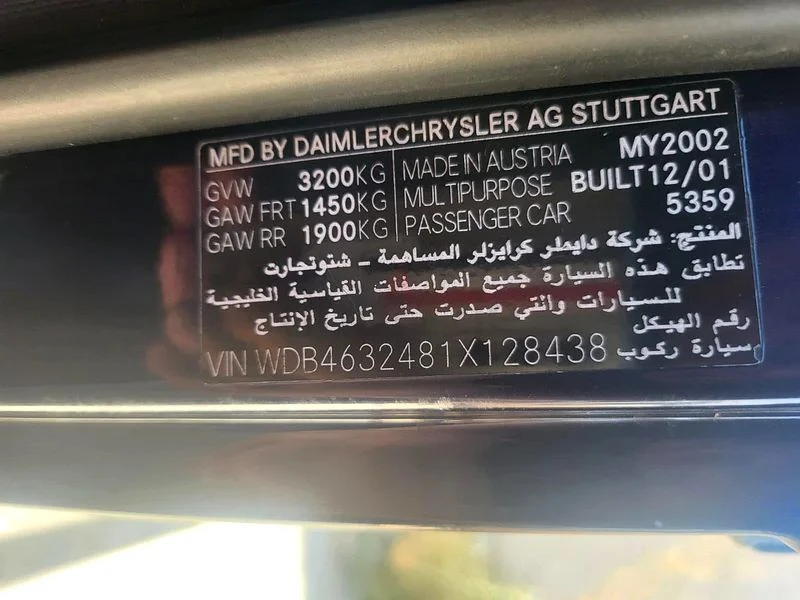 MFD BY DAIMLERCHRYSLER AG STUTTGART
GVW 3200KG MADE IN AUSTRIA MY2002
GAW FRT 1450KG MULTIPURPOSE BUILT12/01
GAW RR 1900KG PASSENGER CAR 5359
المنتج: شركة دايملر كرايزلر المساهمة - شتوتجارت
تطابق هذه السيارة جميع المواصفات القياسية الخليجية
للسيارات والتي صدرت حتى تاريخ الإنتاج
رقم الهيكل
VIN WDB4632481X128438 سيارة ركوب